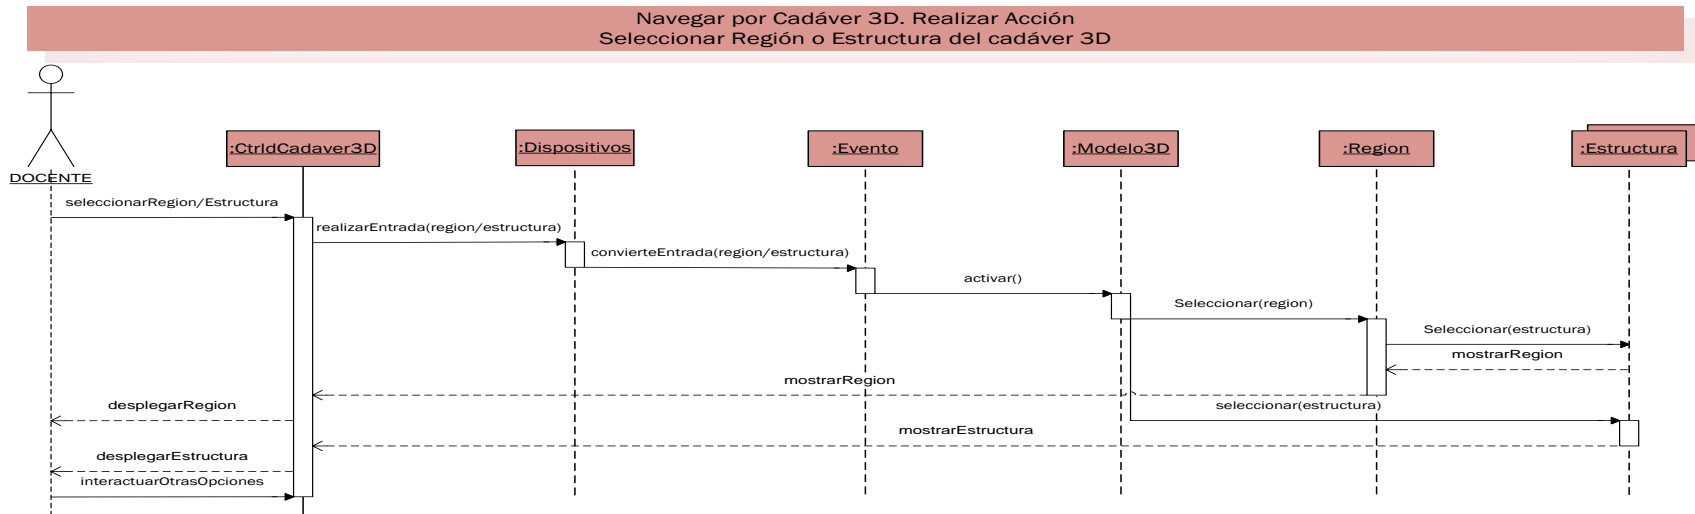 Navegar por Cadáver 3D. Realizar Acción
Seleccionar Región o Estructura del cadáver 3D
:CtrldCadaver3D
:Dispositivos
:Evento
:Modelo3D
:Region
:Estructura
DOCENTE
seleccionarRegion/Estructura
realizarEntrada(region/estructura)
convierteEntrada(region/estructura)
activar()
Seleccionar(region)
Seleccionar(estructura)
mostrarRegion
mostrarRegion
desplegarRegion
seleccionar(estructura)
mostrarEstructura
desplegarEstructura
interactuarOtrasOpciones